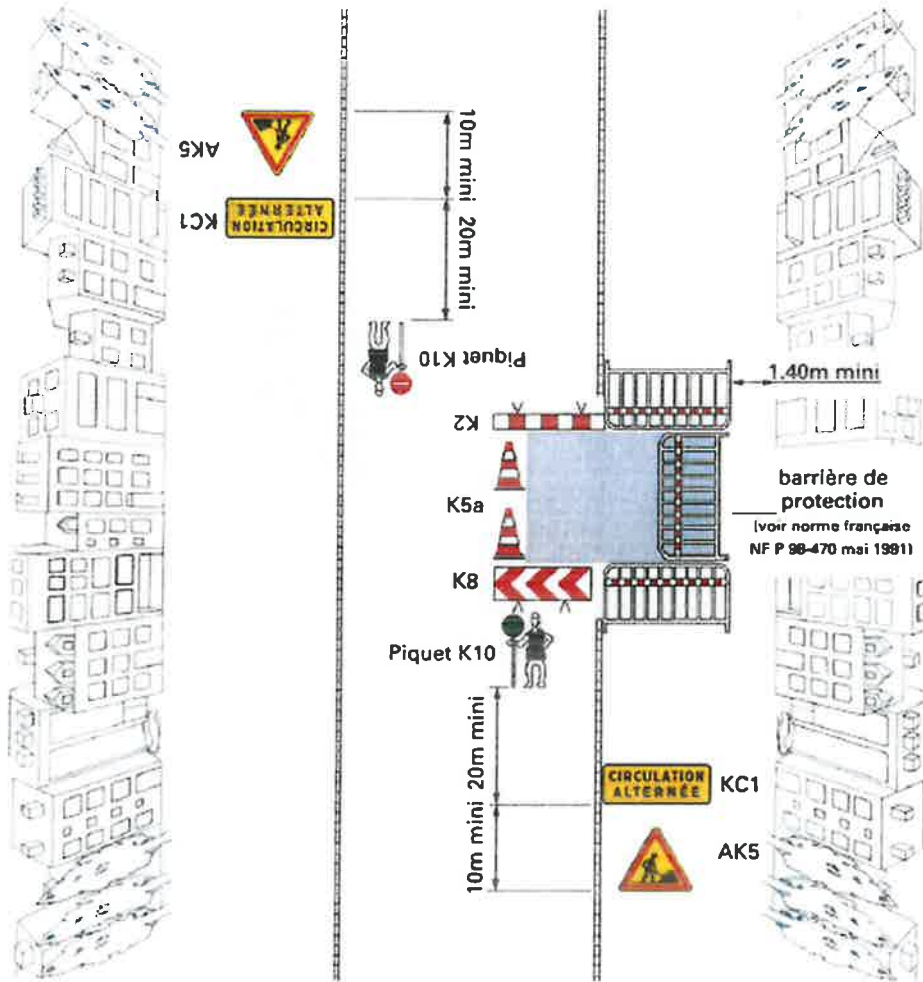 AK5
10m mini
KC1
CIRCULATION
ALTERNÉE
20m mini
Piquet K10
1.40m mini
K2
barrière de
protection
(voir norme française
NF P 98-470 mai 1991)
K5a
K8
Piquet K10
20m mini
CIRCULATION
ALTERNÉE
KC1
10m mini
AK5